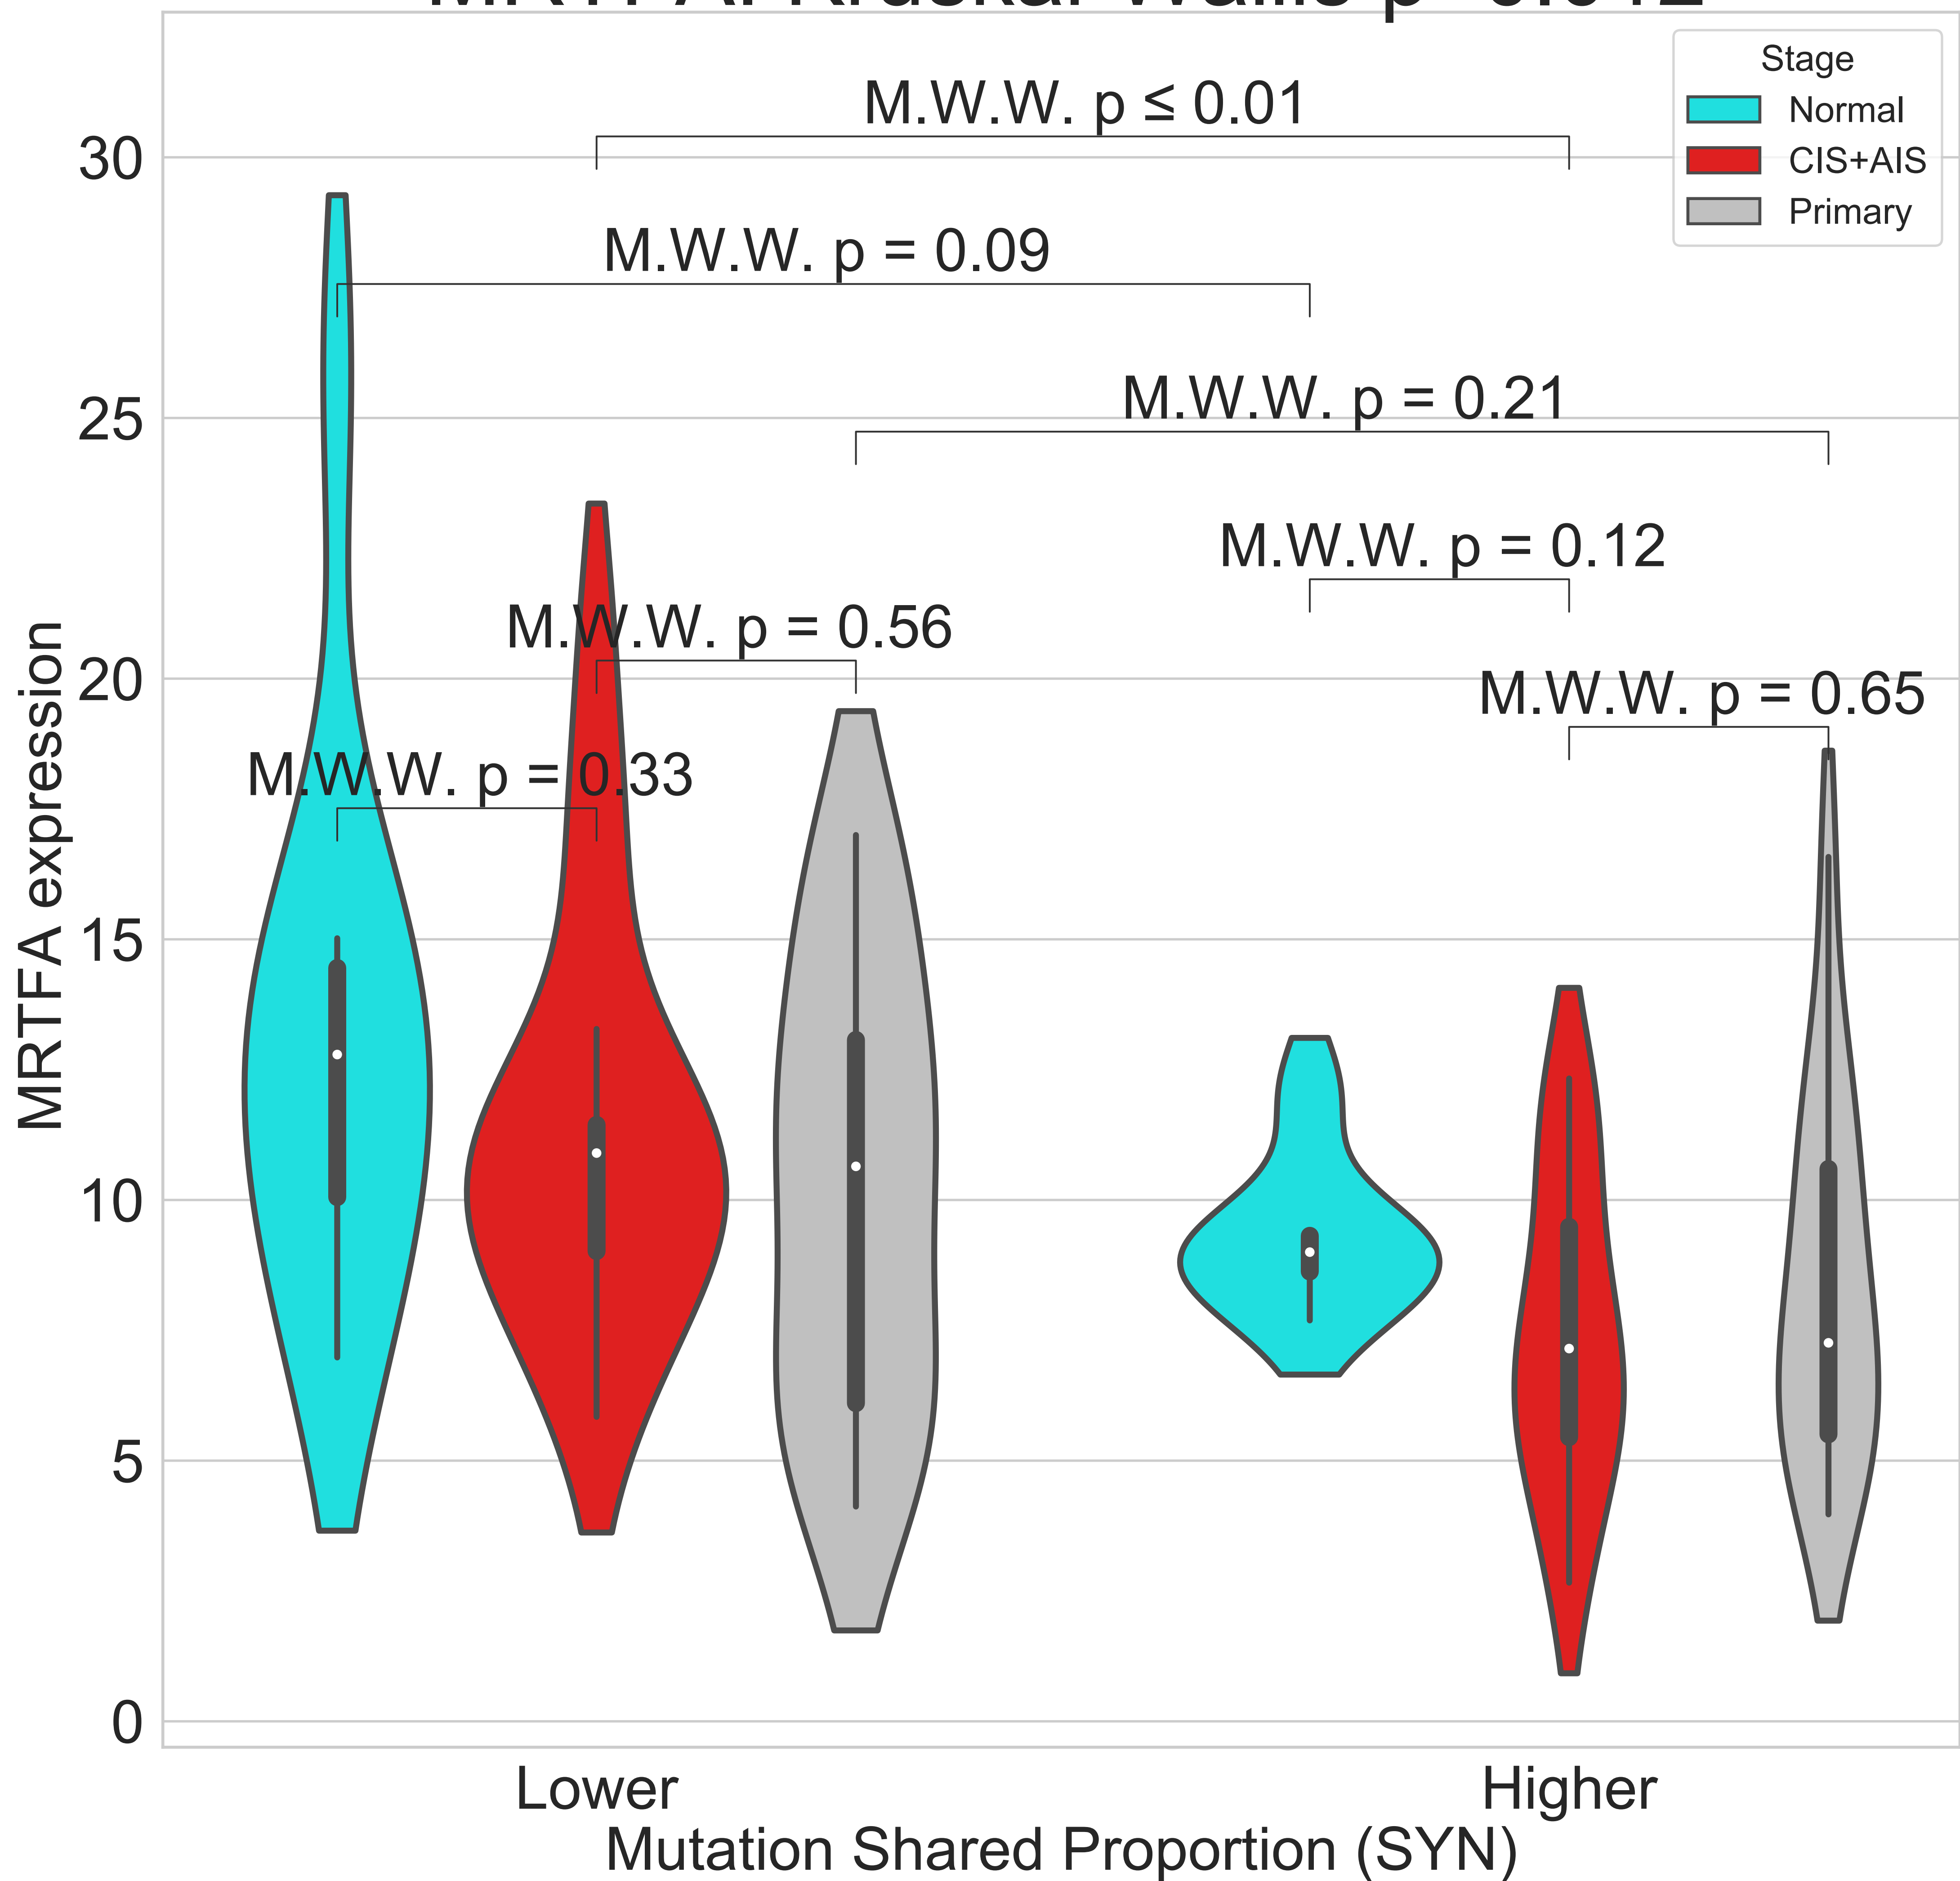 Stage
Normal
CIS+AIS
Primary
M.W.W. p ≤ 0.01
M.W.W. p = 0.09
M.W.W. p = 0.21
M.W.W. p = 0.12
M.W.W. p = 0.56
M.W.W. p = 0.65
M.W.W. p = 0.33
MRTFA expression
30
25
20
15
10
5
0
Lower
Higher
Mutation Shared Proportion (SYN)